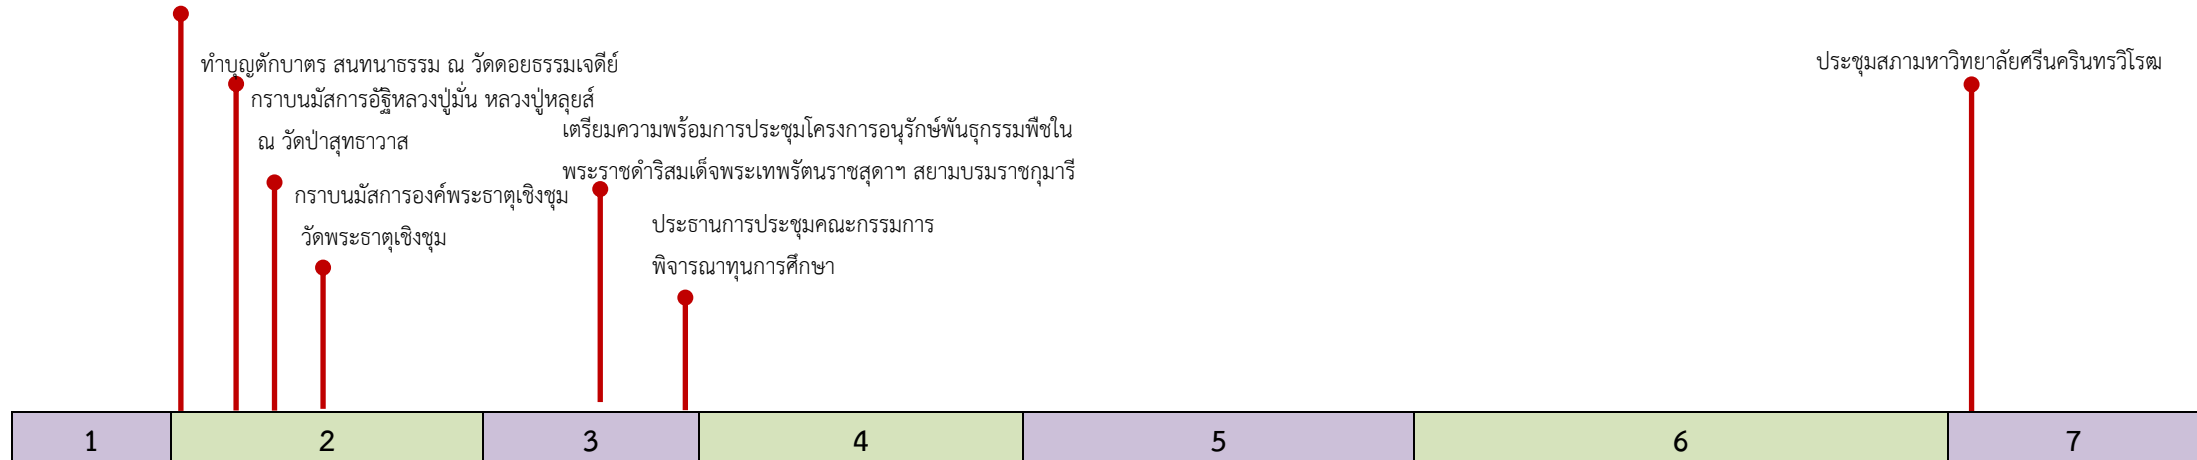 ทำบุญตักบาตร สนทนาธรรม ณ วัดดอยธรรมเจดีย์
กราบนมัสการอัฐิหลวงปู่มั่น หลวงปู่หลุยส์
ณ วัดป่าสุทธาวาส
กราบนมัสการองค์พระธาตุเชิงชุม
วัดพระธาตุเชิงชุม
เตรียมความพร้อมการประชุมโครงการอนุรักษ์พันธุกรรมพืชใน
พระราชดำริสมเด็จพระเทพรัตนราชสุดาฯ สยามบรมราชกุมารี
ประธานการประชุมคณะกรรมการ
พิจารณาทุนการศึกษา
ประชุมสภามหาวิทยาลัยศรีนครินทรวิโรฒ
1 2 3 4 5 6 7